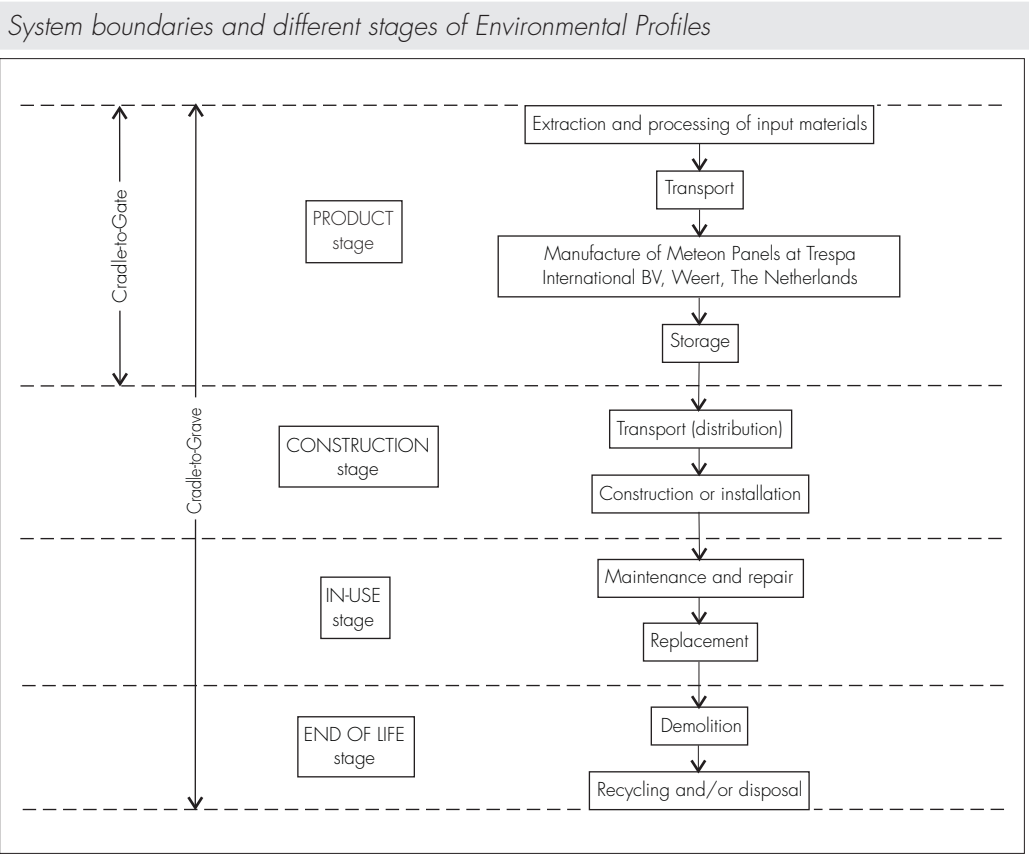 System boundaries and different stages of Environmental Profiles
Cradle-to-Gate
Cradle-to-Grave
PRODUCT
stage
Extraction and processing of input materials
Transport
Manufacture of Meteon Panels at Trespa
International BV, Weert, The Netherlands
Storage
CONSTRUCTION
stage
Transport (distribution)
Construction or installation
IN-USE
stage
Maintenance and repair
Replacement
END OF LIFE
stage
Demolition
Recycling and/or disposal